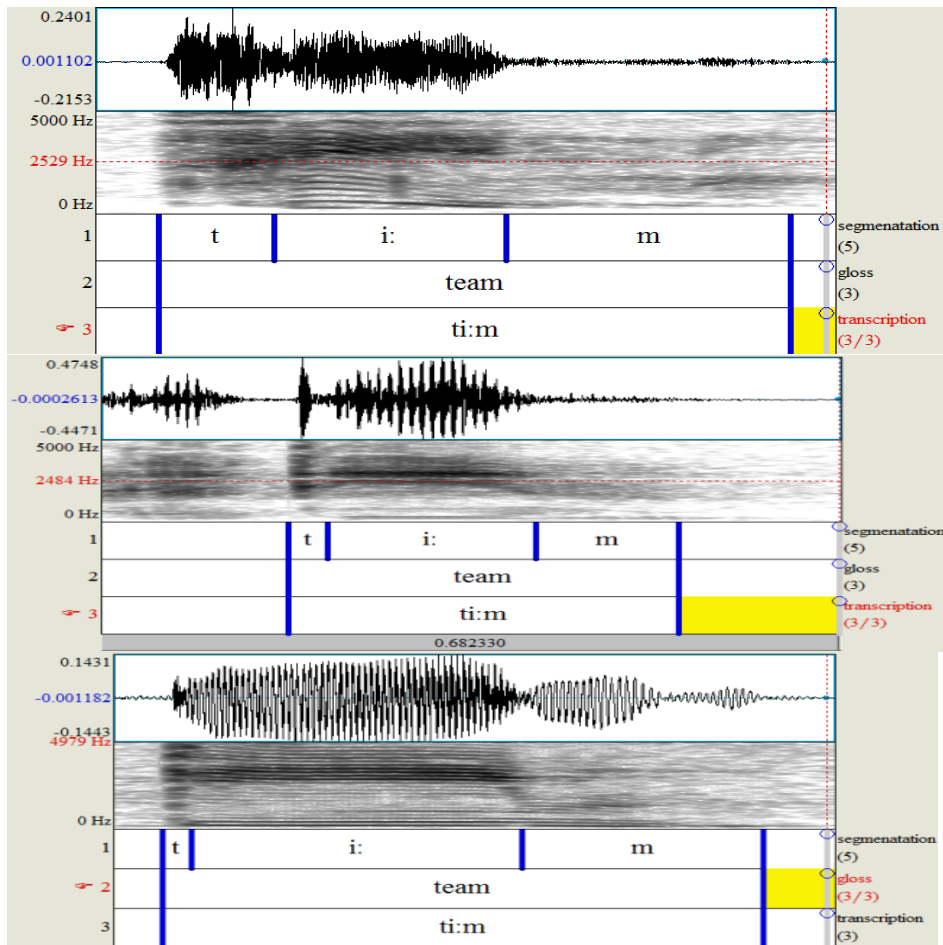 0.2401
0.001102
-0.2153
5000 Hz
2529 Hz
0 Hz
1 t i: m segmenatation (5)
2 team gloss (3)
☞ 3 ti:m transcription (3/3)
0.4748
-0.0002613
-0.4471
5000 Hz
2484 Hz
0 Hz
1 t i: m segmenatation (5)
2 team gloss (3)
☞ 3 ti:m transcription (3/3)
0.682330
0.1431
-0.001182
-0.1443
4979 Hz
0 Hz
1 t i: m segmenatation (5)
☞ 2 team gloss (3/3)
3 ti:m transcription (3)